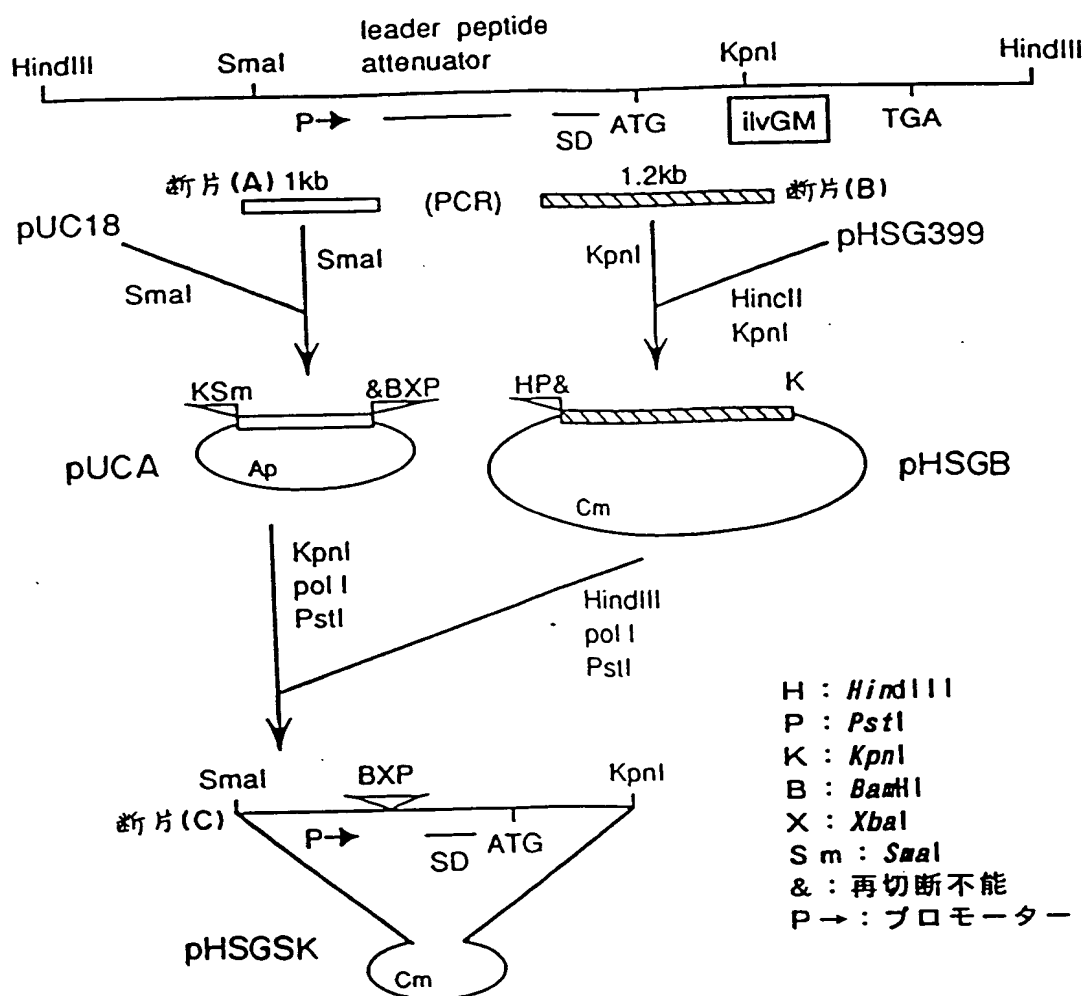 leader peptide
HindIII SmaI attenuator KpnI HindIII
P→ SD ATG ilvGM TGA
断片(A) 1kb (PCR) 1.2kb 断片(B)
pUC18 SmaI KpnI pHSG399
SmaI HincII
KpnI
KSm &BXP HP& K
pUCA Ap Cm pHSGB
KpnI
pol I
PstI
HindIII
pol I
PstI
SmaI BXP KpnI
断片(C) P→ SD ATG
pHSGSK Cm
H : HindIII
P : PstI
K : KpnI
B : BamHI
X : XbaI
Sm : SmaI
& : 再切断不能
P→ : プロモーター